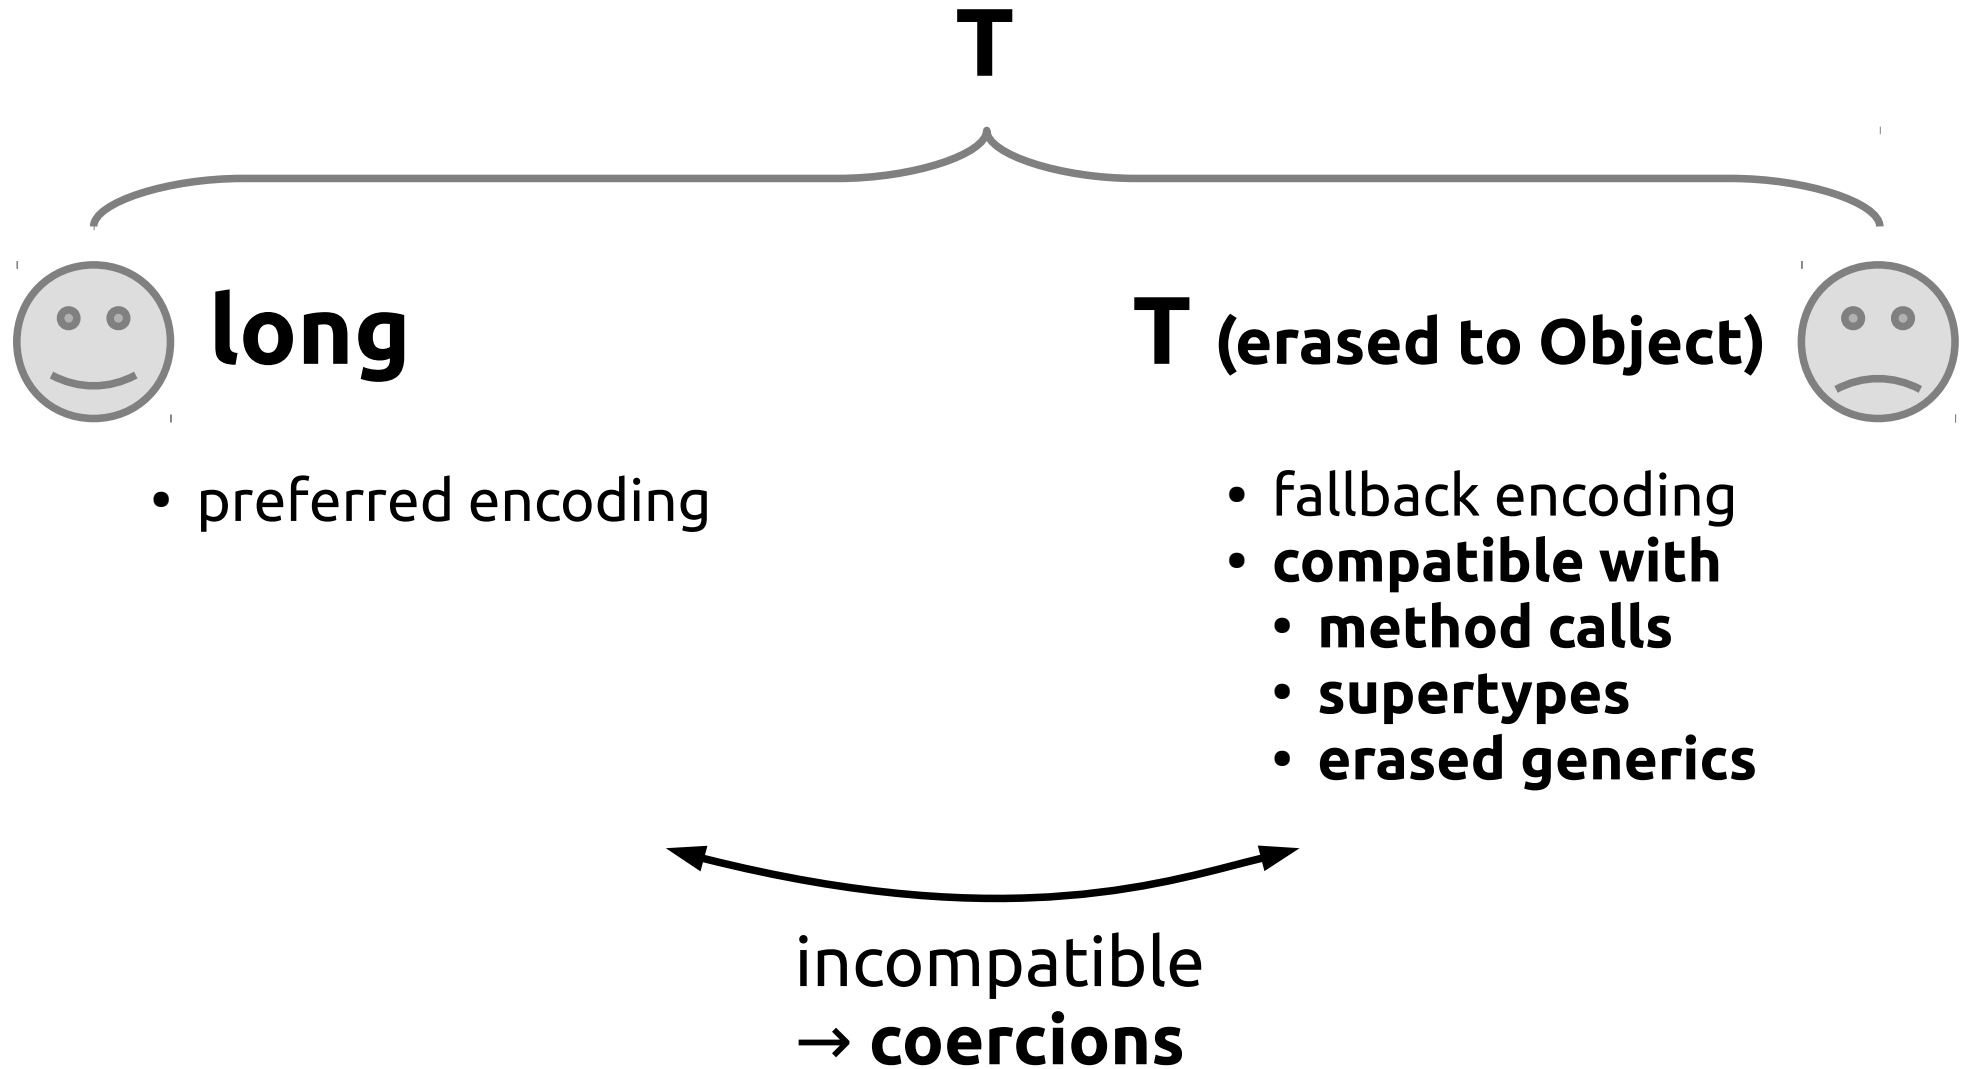 T
long
T (erased to Object)
• preferred encoding
• fallback encoding
• compatible with
• method calls
• supertypes
• erased generics
incompatible
→ coercions